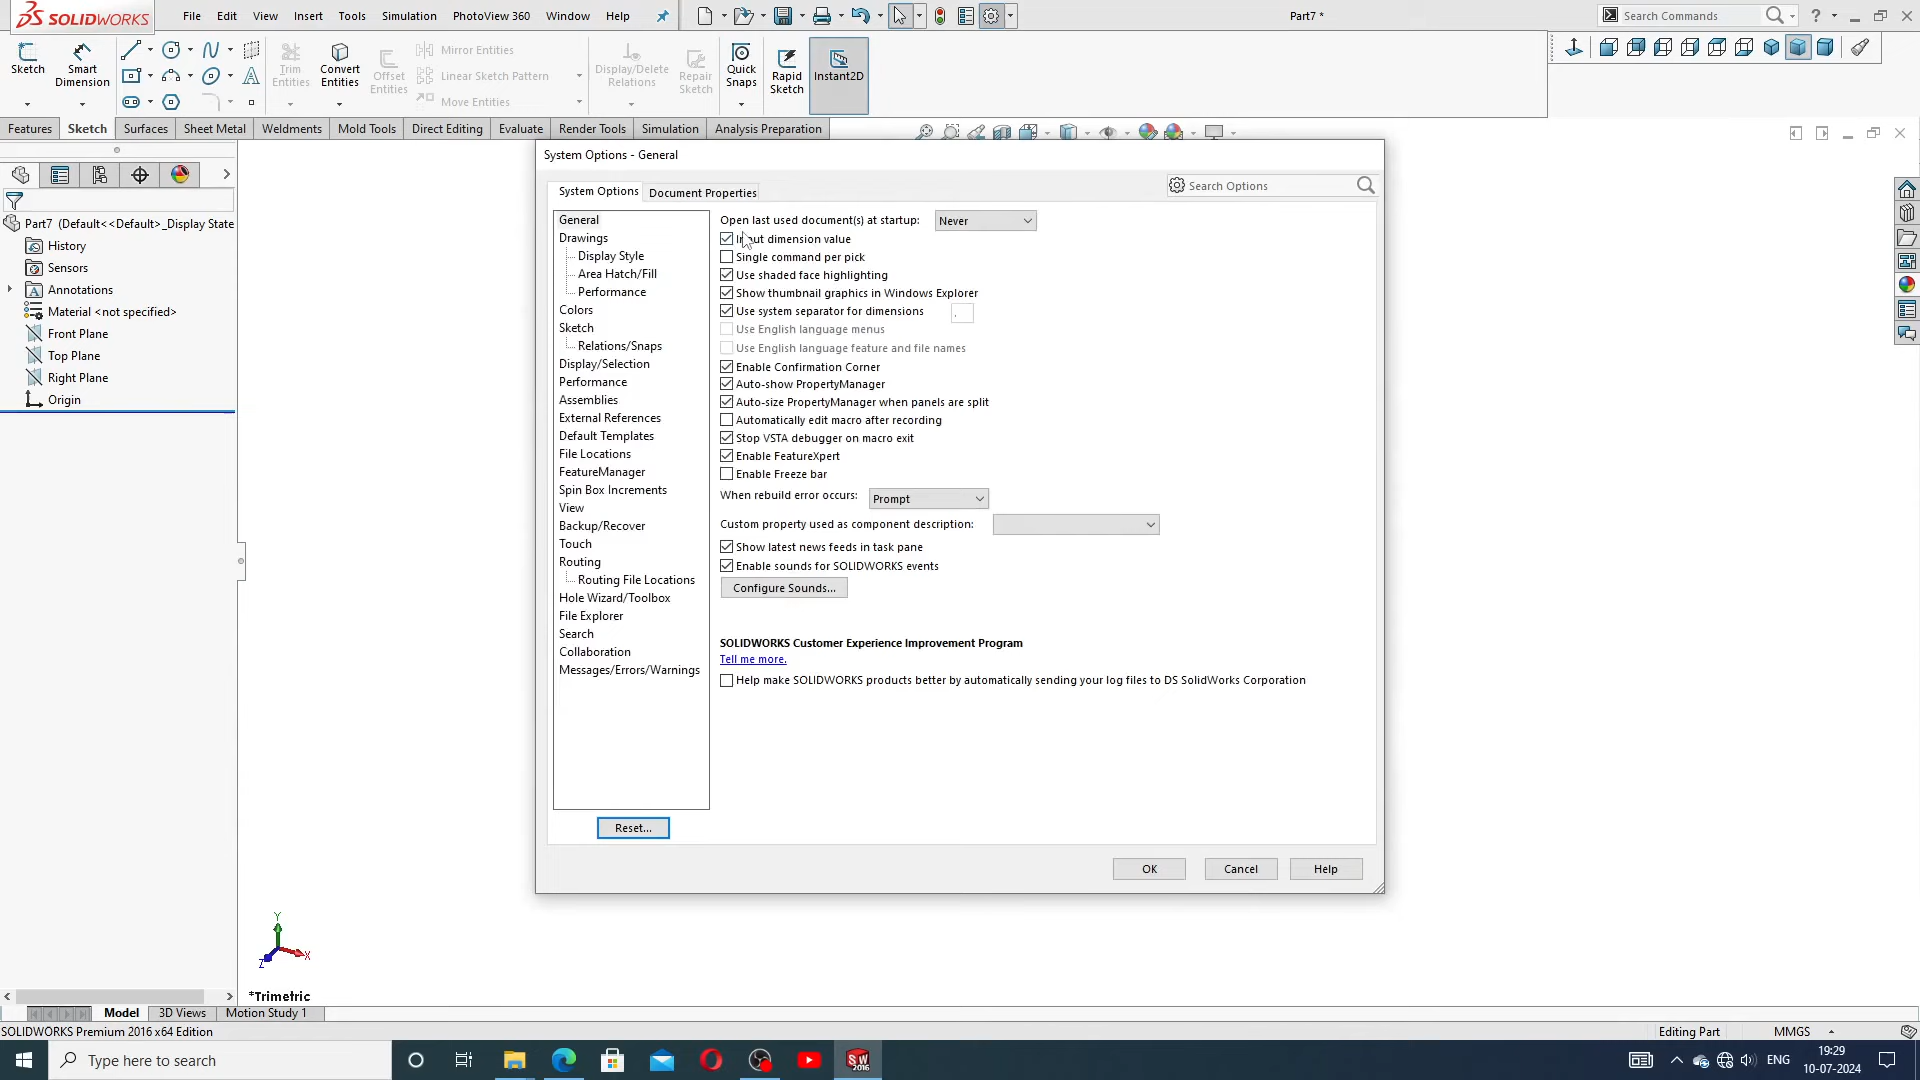 SOLIDWORKS
File Edit View Insert Tools Simulation PhotoView 360 Window Help
Part7 *
Search Commands
Sketch
Smart Dimension
Trim Entities
Convert Entities
Offset Entities
Mirror Entities
Linear Sketch Pattern
Move Entities
Display/Delete Relations
Repair Sketch
Quick Snaps
Rapid Sketch
Instant2D
Features Sketch Surfaces Sheet Metal Weldments Mold Tools Direct Editing Evaluate Render Tools Simulation Analysis Preparation
Part7 (Default<<Default>_Display State
History
Sensors
Annotations
Material <not specified>
Front Plane
Top Plane
Right Plane
Origin
System Options - General
System Options Document Properties
Search Options
General
Drawings
Display Style
Area Hatch/Fill
Performance
Colors
Sketch
Relations/Snaps
Display/Selection
Performance
Assemblies
External References
Default Templates
File Locations
FeatureManager
Spin Box Increments
View
Backup/Recover
Touch
Routing
Routing File Locations
Hole Wizard/Toolbox
File Explorer
Search
Collaboration
Messages/Errors/Warnings
Reset...
Open last used document(s) at startup: Never
Input dimension value
Single command per pick
Use shaded face highlighting
Show thumbnail graphics in Windows Explorer
Use system separator for dimensions .
Use English language menus
Use English language feature and file names
Enable Confirmation Corner
Auto-show PropertyManager
Auto-size PropertyManager when panels are split
Automatically edit macro after recording
Stop VSTA debugger on macro exit
Enable FeatureXpert
Enable Freeze bar
When rebuild error occurs: Prompt
Custom property used as component description:
Show latest news feeds in task pane
Enable sounds for SOLIDWORKS events
Configure Sounds...
SOLIDWORKS Customer Experience Improvement Program
Tell me more.
Help make SOLIDWORKS products better by automatically sending your log files to DS SolidWorks Corporation
OK Cancel Help
Y
X
Z
*Trimetric
Model 3D Views Motion Study 1
SOLIDWORKS Premium 2016 x64 Edition
Editing Part MMGS
Type here to search
SW
2016
ENG
19:29
10-07-2024